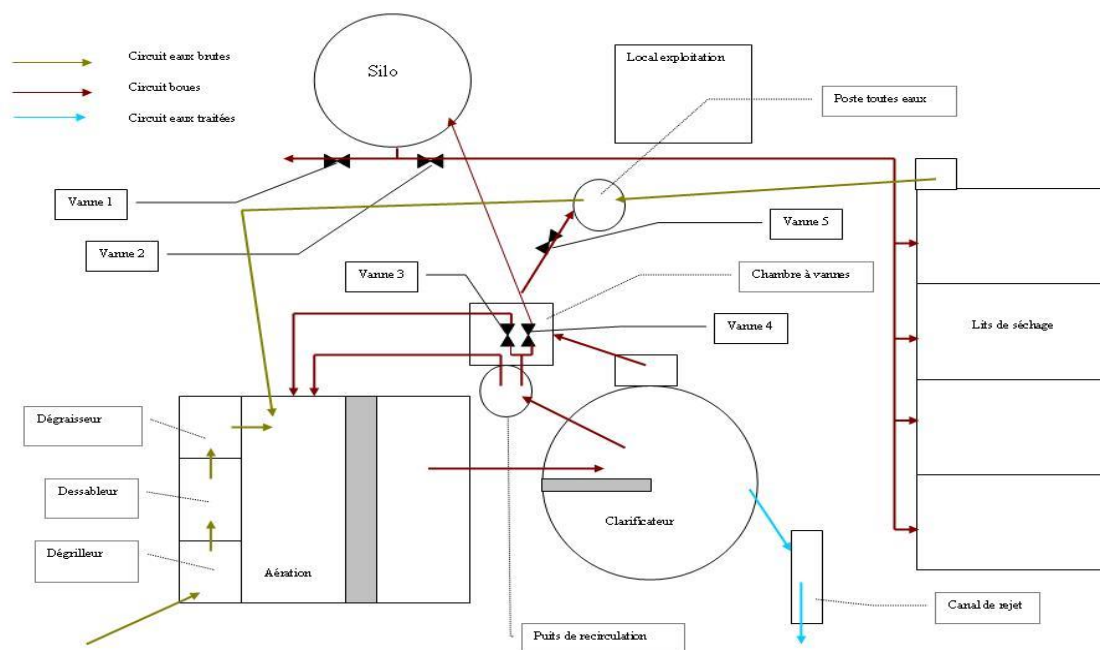 Silo
Local exploitation
Circuit eaux brutes
Circuit boues
Circuit eaux traitées
Poste toutes eaux
Vanne 1
Vanne 2
Vanne 5
Vanne 3
Chambre à vannes
Vanne 4
Lits de séchage
Dégraisseur
Dessableur
Dégrilleur
Clarificateur
Aération
Canal de rejet
Puits de recirculation